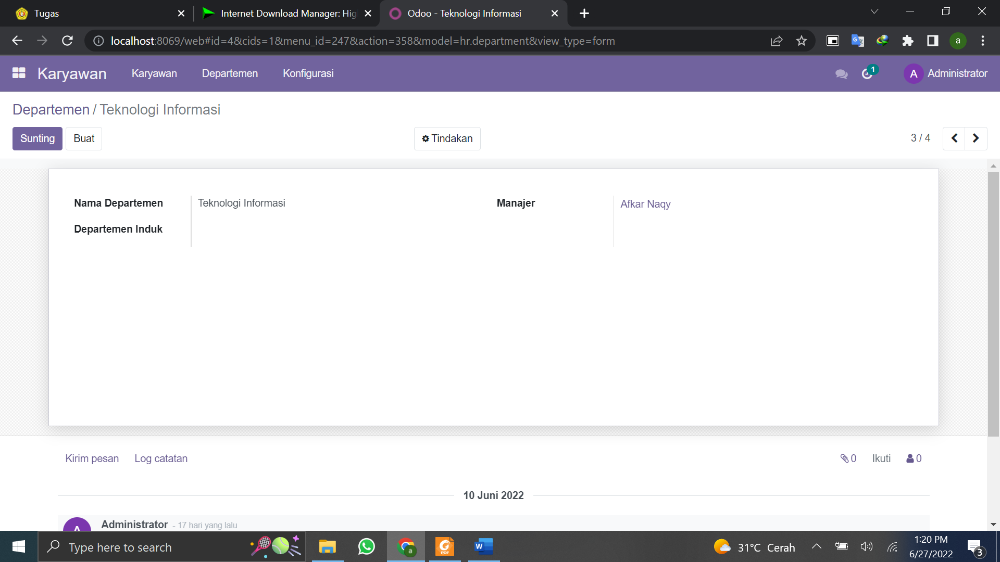 Tugas
Internet Download Manager: Hig
Odoo - Teknologi Informasi
localhost:8069/web#id=4&cids=1&menu_id=247&action=358&model=hr.department&view_type=form
a
Karyawan
Karyawan
Departemen
Konfigurasi
1
A
Administrator
Departemen / Teknologi Informasi
Sunting
Buat
Tindakan
3 / 4
Nama Departemen
Teknologi Informasi
Manajer
Afkar Naqy
Departemen Induk
Kirim pesan
Log catatan
0
Ikuti
0
10 Juni 2022
A
Administrator - 17 hari yang lalu
Type here to search
a
PDF
W
31°C Cerah
1:20 PM
6/27/2022
3